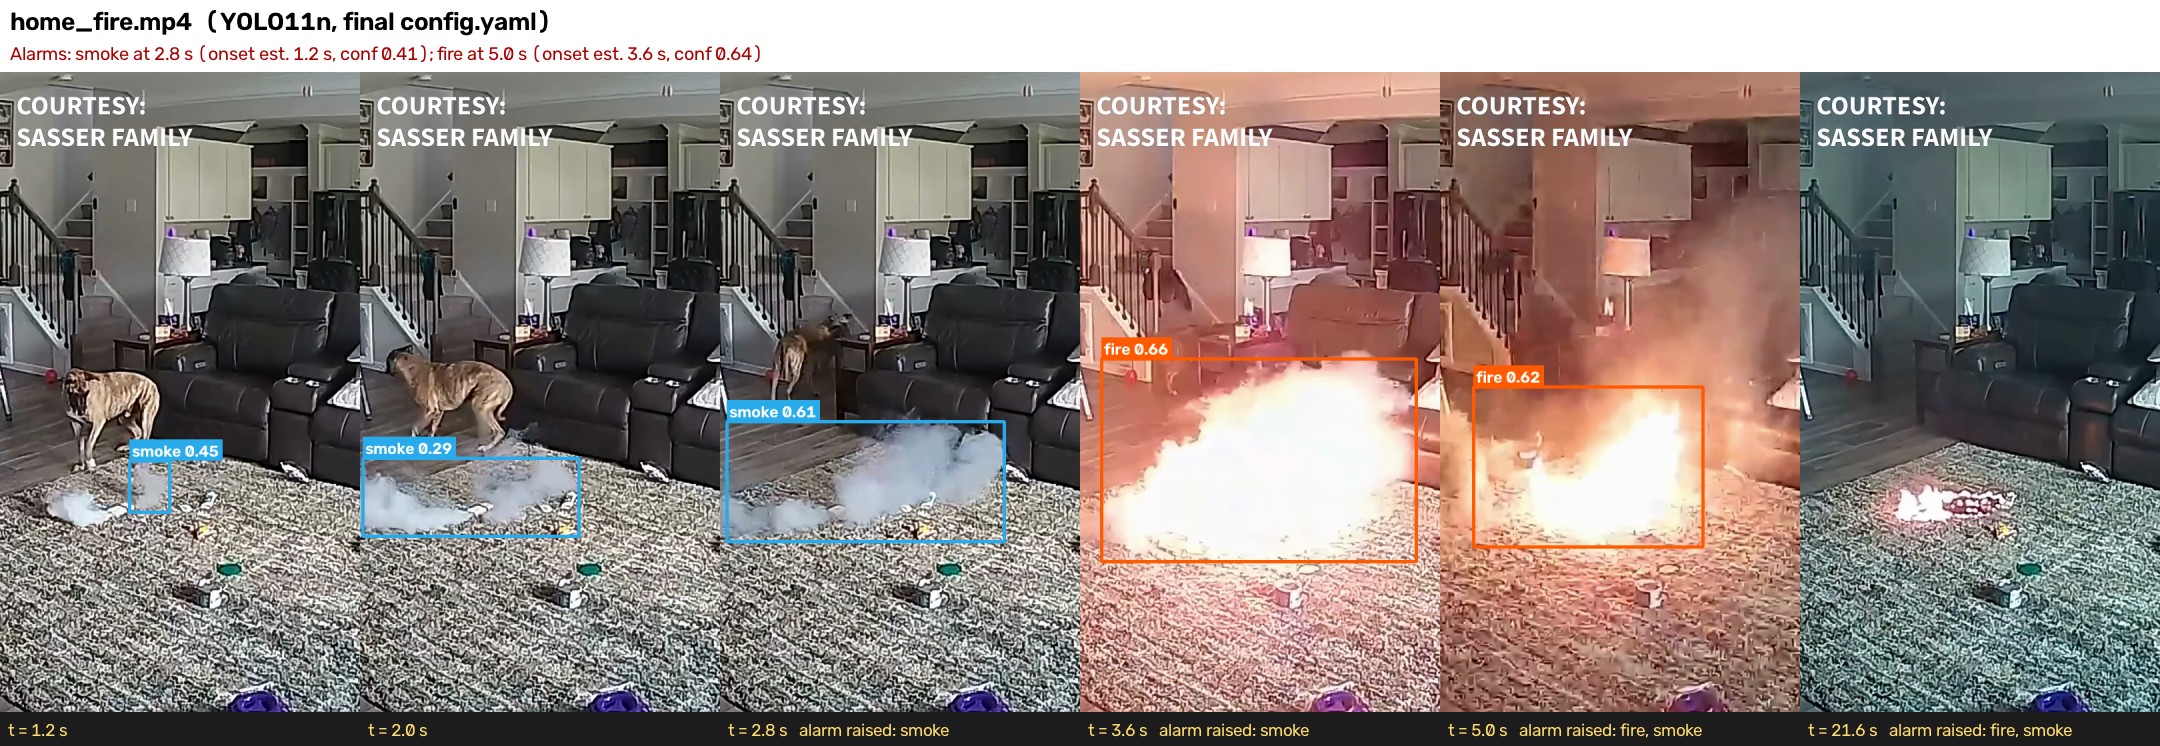 home_fire.mp4 (YOLO11n, final config.yaml)
Alarms: smoke at 2.8 s (onset est. 1.2 s, conf 0.41); fire at 5.0 s (onset est. 3.6 s, conf 0.64)
COURTESY:
SASSER FAMILY
smoke 0.45
t = 1.2 s
COURTESY:
SASSER FAMILY
smoke 0.29
t = 2.0 s
COURTESY:
SASSER FAMILY
smoke 0.61
t = 2.8 s alarm raised: smoke
COURTESY:
SASSER FAMILY
fire 0.66
t = 3.6 s alarm raised: smoke
COURTESY:
SASSER FAMILY
fire 0.62
t = 5.0 s alarm raised: fire, smoke
COURTESY:
SASSER FAMILY
t = 21.6 s alarm raised: fire, smoke